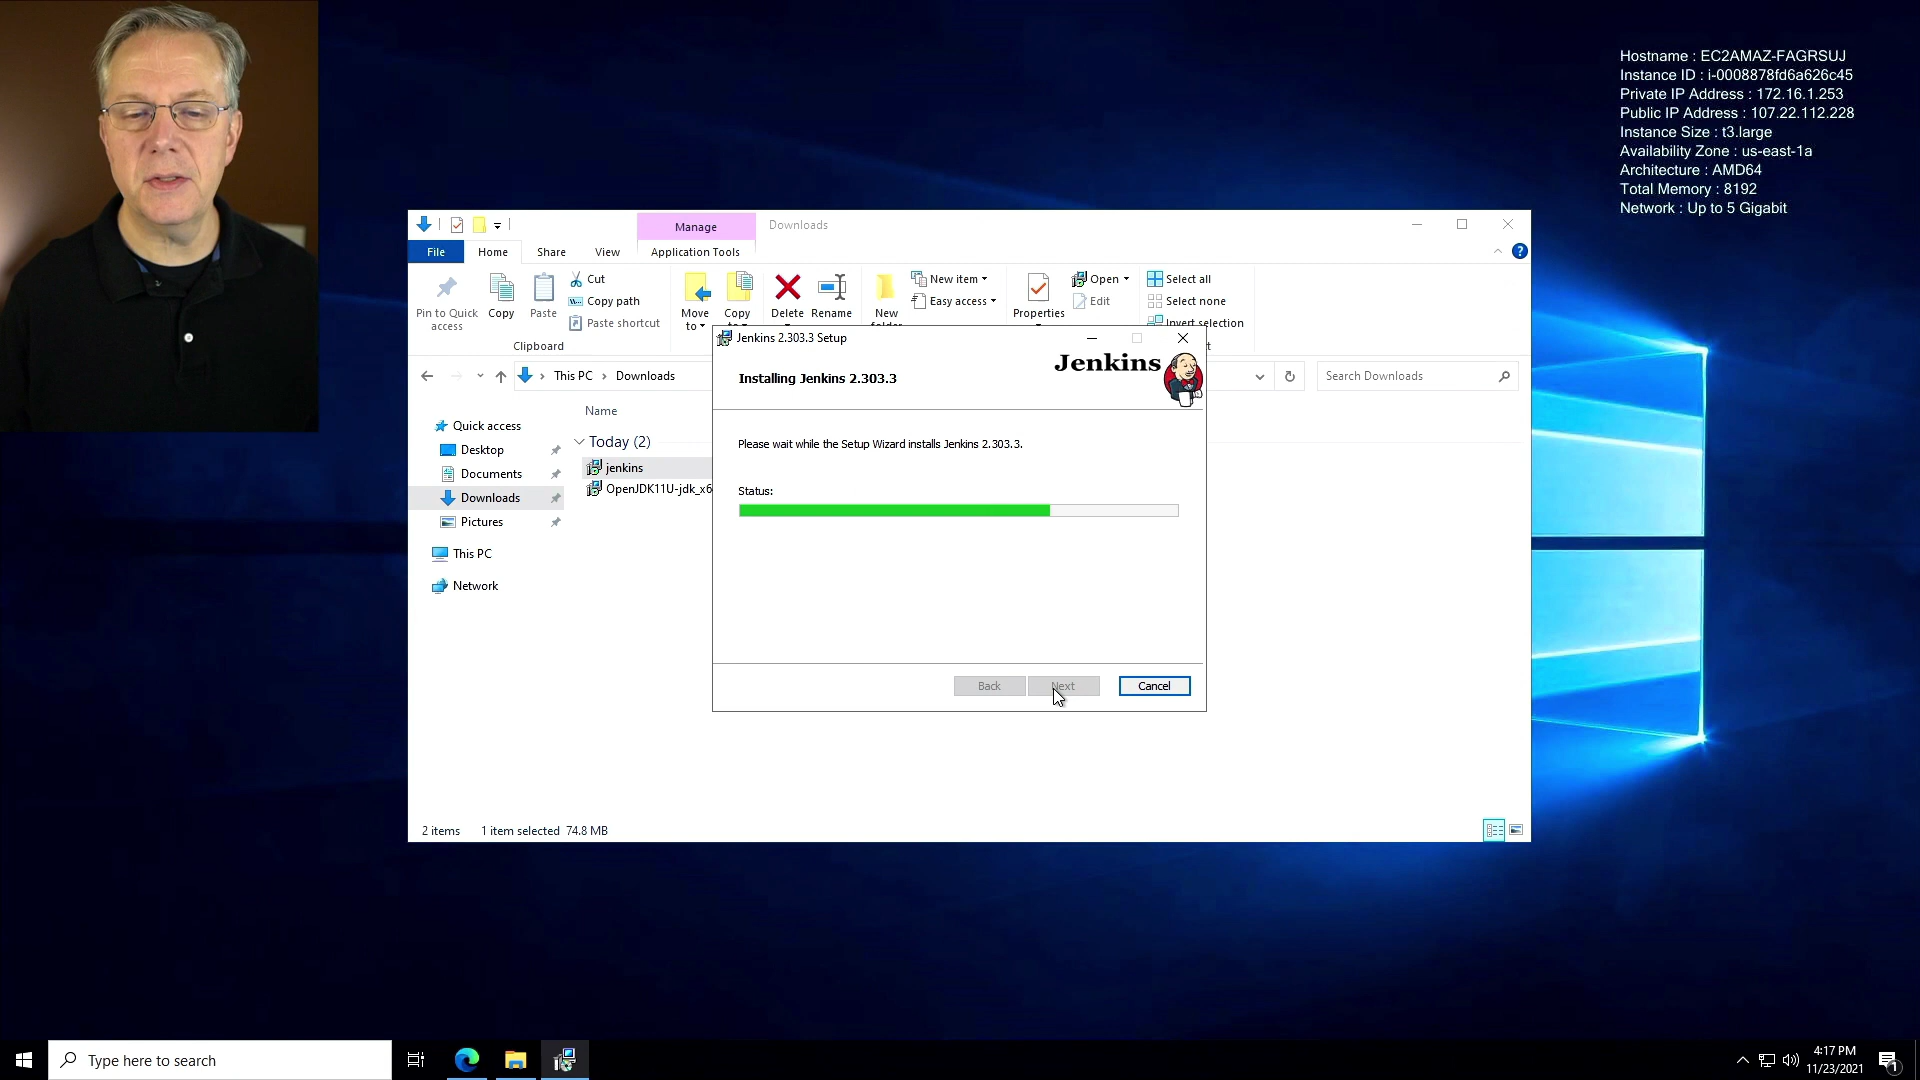 Hostname : EC2AMAZ-FAGRSUJ
Instance ID : i-0008878fd6a626c45
Private IP Address : 172.16.1.253
Public IP Address : 107.22.112.228
Instance Size : t3.large
Availability Zone : us-east-1a
Architecture : AMD64
Total Memory : 8192
Network : Up to 5 Gigabit
Manage
Downloads
File
Home
Share
View
Application Tools
Pin to Quick access
Copy
Paste
Cut
Copy path
Paste shortcut
Clipboard
Move to
Copy to
Delete
Rename
New folder
New item
Easy access
Properties
Open
Edit
Select all
Select none
Invert selection
This PC
Downloads
Search Downloads
Quick access
Desktop
Documents
Downloads
Pictures
This PC
Network
Name
Today (2)
jenkins
OpenJDK11U-jdk_x6
Jenkins 2.303.3 Setup
Jenkins
Installing Jenkins 2.303.3
Please wait while the Setup Wizard installs Jenkins 2.303.3.
Status:
Back
Next
Cancel
2 items
1 item selected 74.8 MB
Type here to search
4:17 PM
11/23/2021
1